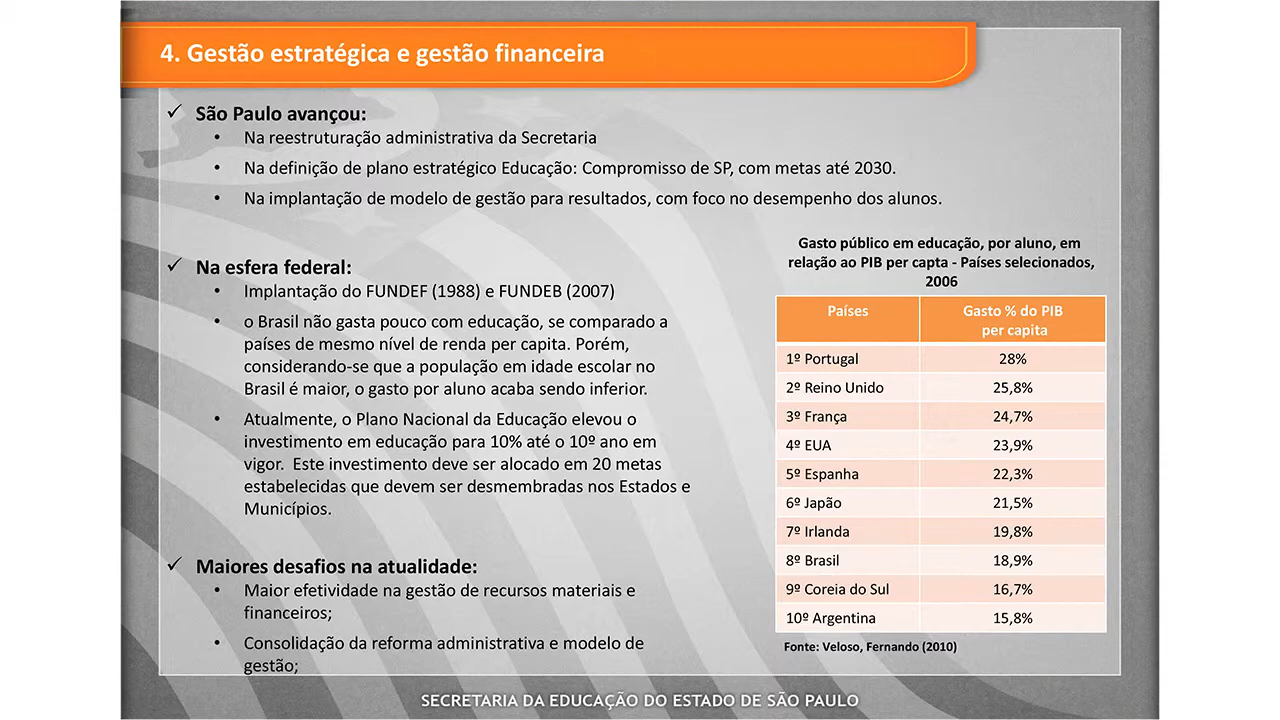 4. Gestão estratégica e gestão financeira
✓ São Paulo avançou:
• Na reestruturação administrativa da Secretaria
• Na definição de plano estratégico Educação: Compromisso de SP, com metas até 2030.
• Na implantação de modelo de gestão para resultados, com foco no desempenho dos alunos.
✓ Na esfera federal:
• Implantação do FUNDEF (1988) e FUNDEB (2007)
• o Brasil não gasta pouco com educação, se comparado a
países de mesmo nível de renda per capita. Porém,
considerando-se que a população em idade escolar no
Brasil é maior, o gasto por aluno acaba sendo inferior.
• Atualmente, o Plano Nacional da Educação elevou o
investimento em educação para 10% até o 10º ano em
vigor. Este investimento deve ser alocado em 20 metas
estabelecidas que devem ser desmembradas nos Estados e
Municípios.
✓ Maiores desafios na atualidade:
• Maior efetividade na gestão de recursos materiais e
financeiros;
• Consolidação da reforma administrativa e modelo de
gestão;
Gasto público em educação, por aluno, em
relação ao PIB per capta - Países selecionados,
2006
Países Gasto % do PIB
per capita
1º Portugal 28%
2º Reino Unido 25,8%
3º França 24,7%
4º EUA 23,9%
5º Espanha 22,3%
6º Japão 21,5%
7º Irlanda 19,8%
8º Brasil 18,9%
9º Coreia do Sul 16,7%
10º Argentina 15,8%
Fonte: Veloso, Fernando (2010)
SECRETARIA DA EDUCAÇÃO DO ESTADO DE SÃO PAULO